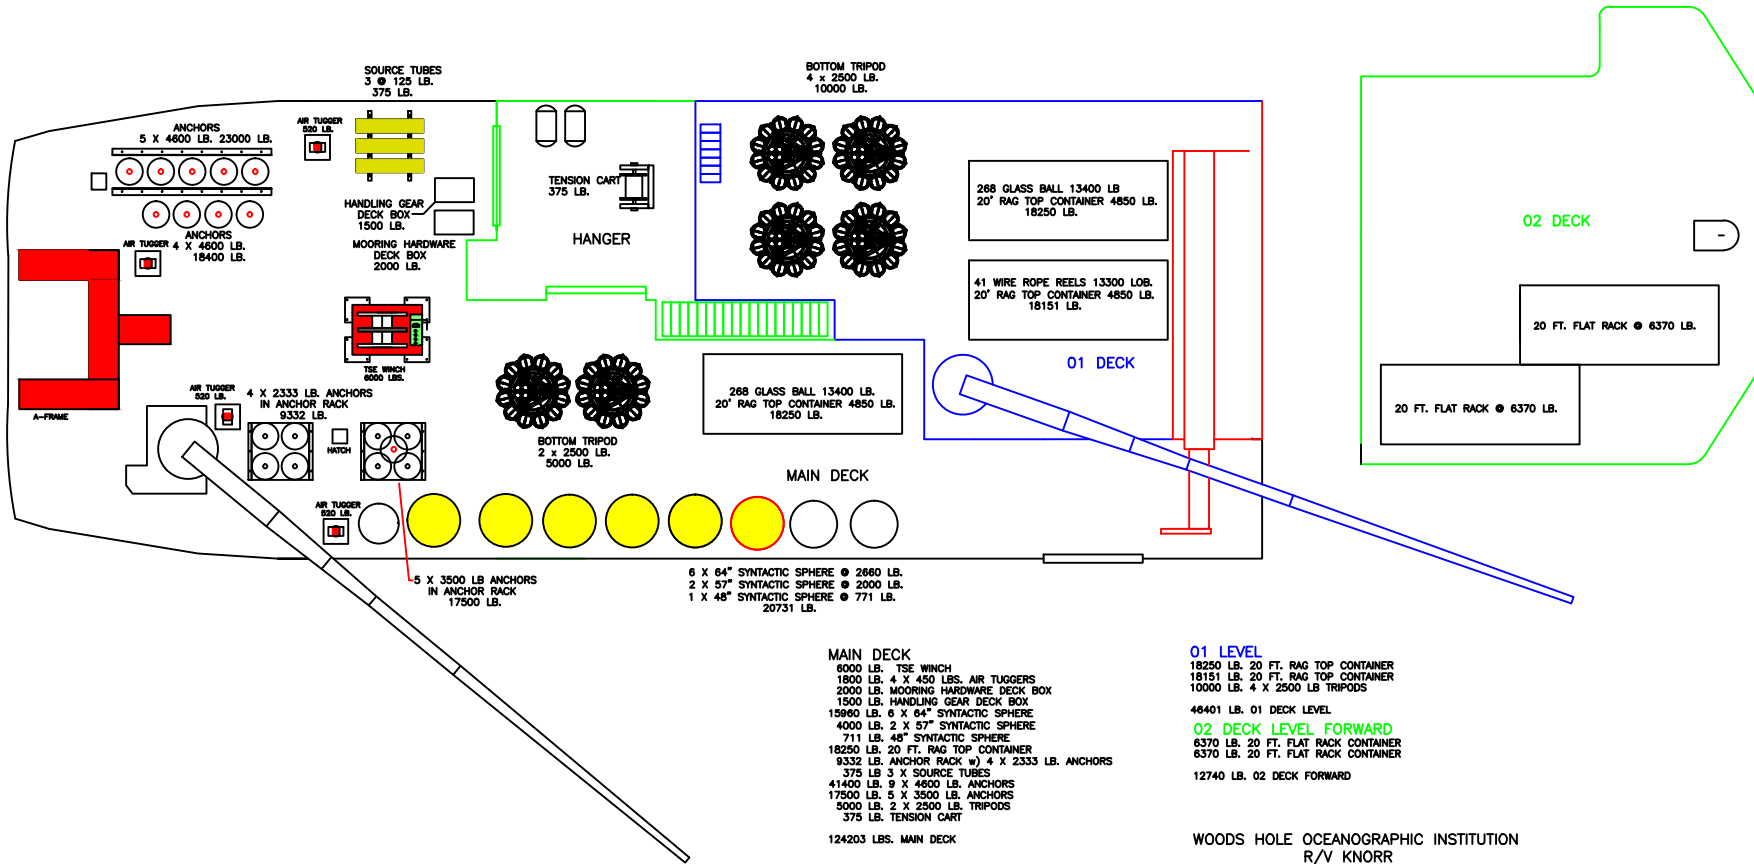 SOURCE TUBES
3 @ 125 LB.
375 LB.
BOTTOM TRIPOD
4 x 2500 LB.
10000 LB.
ANCHORS
5 X 4600 LB. 23000 LB.
AIR TUGGER
520 LB.
TENSION CART
375 LB.
HANDLING GEAR
DECK BOX
1500 LB.
HANGER
268 GLASS BALL 13400 LB
20' RAG TOP CONTAINER 4850 LB.
18250 LB.
02 DECK
ANCHORS
4 X 4600 LB.
18400 LB.
AIR TUGGER
MOORING HARDWARE
DECK BOX
2000 LB.
41 WIRE ROPE REELS 13300 LOB.
20' RAG TOP CONTAINER 4850 LB.
18151 LB.
20 FT. FLAT RACK @ 6370 LB.
TSE WINCH
6000 LBS.
01 DECK
AIR TUGGER
520 LB.
4 X 2333 LB. ANCHORS
IN ANCHOR RACK
9332 LB.
268 GLASS BALL 13400 LB.
20' RAG TOP CONTAINER 4850 LB.
18250 LB.
20 FT. FLAT RACK @ 6370 LB.
A-FRAME
HATCH
BOTTOM TRIPOD
2 x 2500 LB.
5000 LB.
MAIN DECK
AIR TUGGER
520 LB.
5 X 3500 LB ANCHORS
IN ANCHOR RACK
17500 LB.
6 X 64" SYNTACTIC SPHERE @ 2660 LB.
2 X 57" SYNTACTIC SPHERE @ 2000 LB.
1 X 48" SYNTACTIC SPHERE @ 771 LB.
20731 LB.
MAIN DECK
6000 LB. TSE WINCH
1800 LB. 4 X 450 LBS. AIR TUGGERS
2000 LB. MOORING HARDWARE DECK BOX
1500 LB. HANDLING GEAR DECK BOX
15960 LB. 6 X 64" SYNTACTIC SPHERE
4000 LB. 2 X 57" SYNTACTIC SPHERE
711 LB. 48" SYNTACTIC SPHERE
18250 LB. 20 FT. RAG TOP CONTAINER
9332 LB. ANCHOR RACK w) 4 X 2333 LB. ANCHORS
375 LB 3 X SOURCE TUBES
41400 LB. 9 X 4600 LB. ANCHORS
17500 LB. 5 X 3500 LB. ANCHORS
5000 LB. 2 X 2500 LB. TRIPODS
375 LB. TENSION CART
124203 LBS. MAIN DECK
01 LEVEL
18250 LB. 20 FT. RAG TOP CONTAINER
18151 LB. 20 FT. RAG TOP CONTAINER
10000 LB. 4 X 2500 LB TRIPODS
46401 LB. 01 DECK LEVEL
02 DECK LEVEL FORWARD
6370 LB. 20 FT. FLAT RACK CONTAINER
6370 LB. 20 FT. FLAT RACK CONTAINER
12740 LB. 02 DECK FORWARD
WOODS HOLE OCEANOGRAPHIC INSTITUTION
R/V KNORR